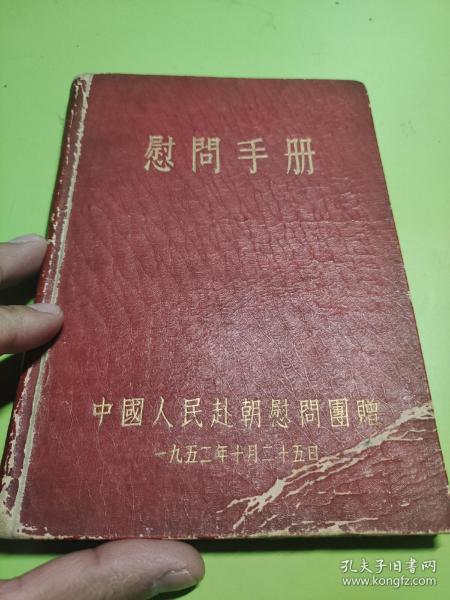 慰問手册
中國人民赴朝慰問團贈
一九五二年十月二十五日
孔夫子旧书网
www.kongfz.com